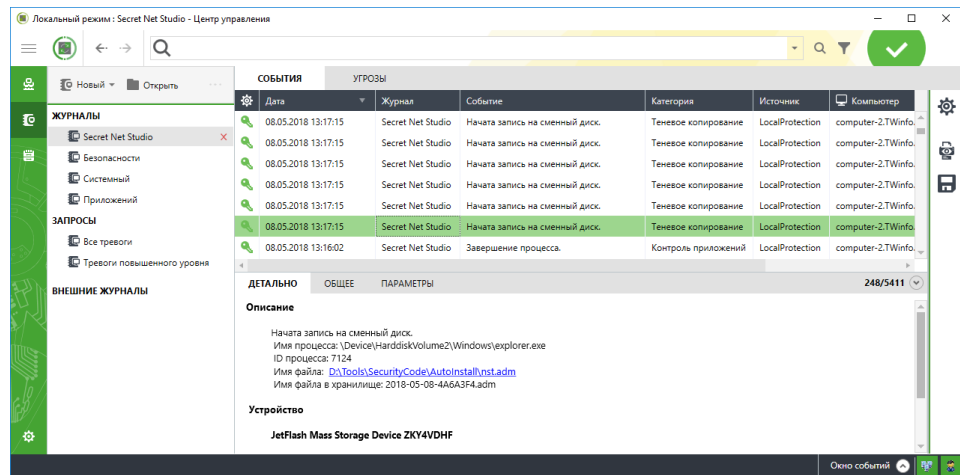 Локальный режим : Secret Net Studio - Центр управления
Новый Открыть
СОБЫТИЯ УГРОЗЫ
Дата Журнал Событие Категория Источник Компьютер
ЖУРНАЛЫ
Secret Net Studio
Безопасности
Системный
Приложений
ЗАПРОСЫ
Все тревоги
Тревоги повышенного уровня
ВНЕШНИЕ ЖУРНАЛЫ
08.05.2018 13:17:15 Secret Net Studio Начата запись на сменный диск. Теневое копирование LocalProtection computer-2.TWinfo.
08.05.2018 13:17:15 Secret Net Studio Начата запись на сменный диск. Теневое копирование LocalProtection computer-2.TWinfo.
08.05.2018 13:17:15 Secret Net Studio Начата запись на сменный диск. Теневое копирование LocalProtection computer-2.TWinfo.
08.05.2018 13:17:15 Secret Net Studio Начата запись на сменный диск. Теневое копирование LocalProtection computer-2.TWinfo.
08.05.2018 13:17:15 Secret Net Studio Начата запись на сменный диск. Теневое копирование LocalProtection computer-2.TWinfo.
08.05.2018 13:17:15 Secret Net Studio Начата запись на сменный диск. Теневое копирование LocalProtection computer-2.TWinfo.
08.05.2018 13:16:02 Secret Net Studio Завершение процесса. Контроль приложений LocalProtection computer-2.TWinfo.
ДЕТАЛЬНО ОБЩЕЕ ПАРАМЕТРЫ 248/5411
Описание
Начата запись на сменный диск.
Имя процесса: \Device\HarddiskVolume2\Windows\explorer.exe
ID процесса: 7124
Имя файла: D:\Tools\SecurityCode\AutoInstall\nst.adm
Имя файла в хранилище: 2018-05-08-4A6A3F4.adm
Устройство
JetFlash Mass Storage Device ZKY4VDHF
Окно событий